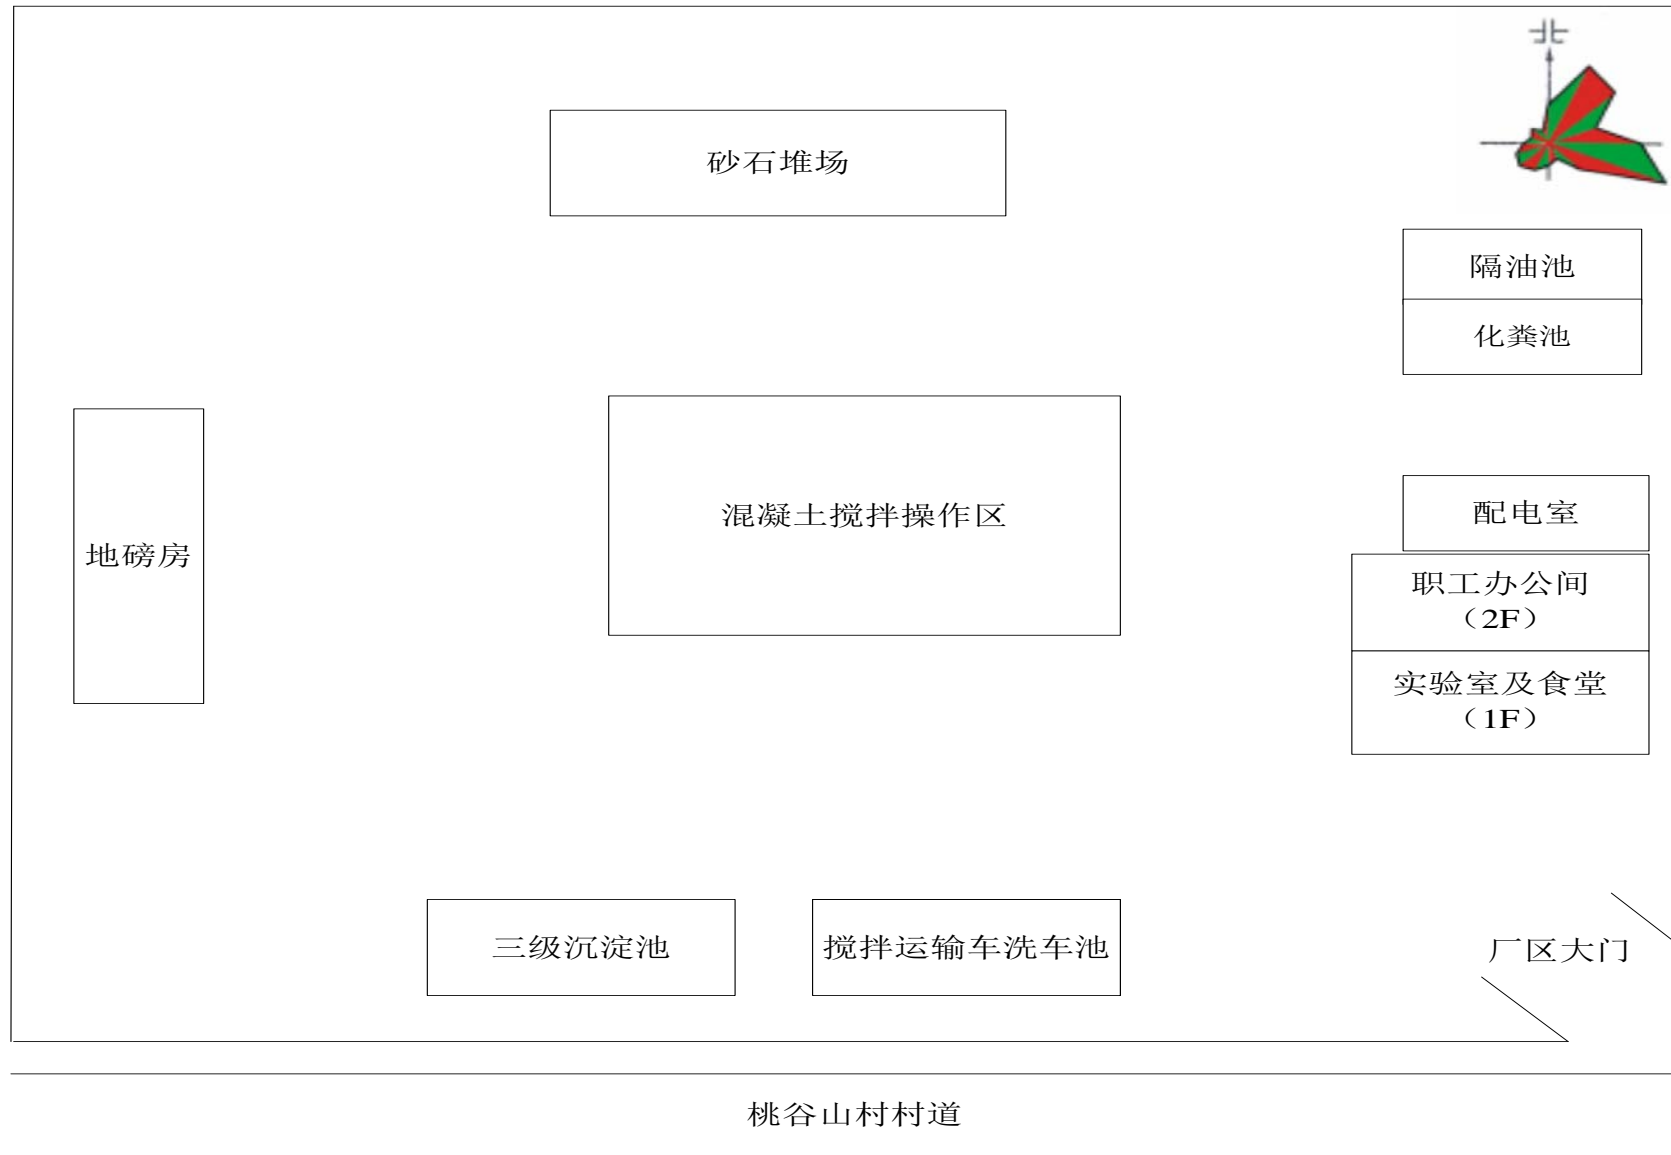 北
砂石堆场
隔油池
化粪池
配电室
混凝土搅拌操作区
地磅房
职工办公间
（2F）
实验室及食堂
（1F）
三级沉淀池
搅拌运输车洗车池
厂区大门
桃谷山村村道